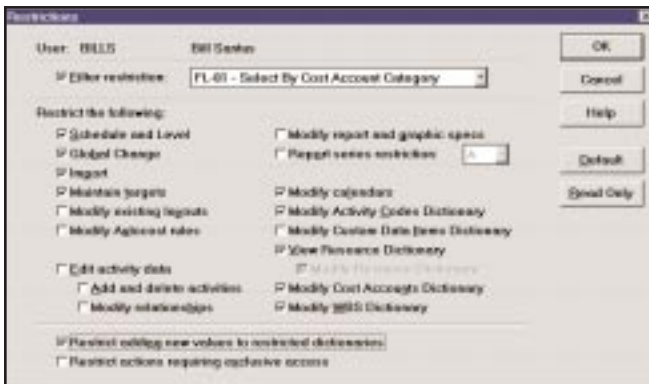 Restrictions
User: BILLS Bill Santus
Filter restriction: FL-01 - Select By Cost Account Category
Restrict the following:
Schedule and Level
Global Change
Import
Maintain targets
Modify existing layouts
Modify Autocost rules
Edit activity data
Add and delete activities
Modify relationships
Modify report and graphic specs
Report series restriction: A
Modify calendars
Modify Activity Codes Dictionary
Modify Custom Data Items Dictionary
View Resource Dictionary
Modify Resource Dictionary
Modify Cost Accounts Dictionary
Modify WBS Dictionary
Restrict adding new values to restricted dictionaries
Restrict actions requiring exclusive access
OK
Cancel
Help
Default
Read Only